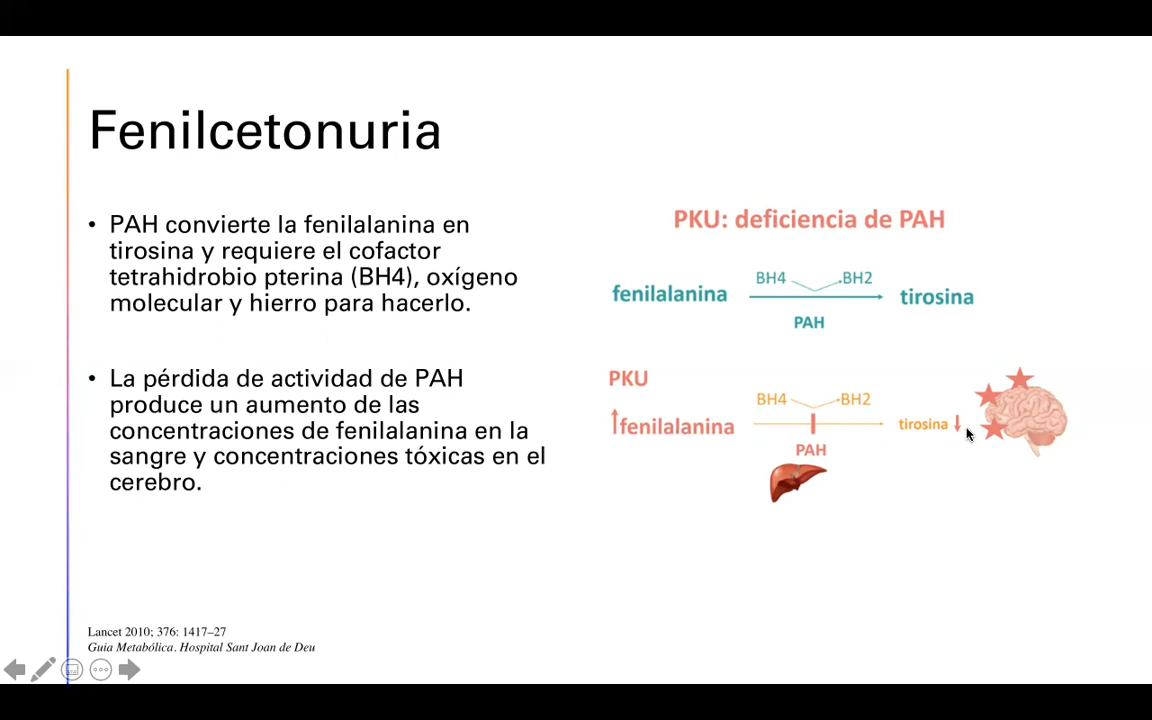 Fenilcetonuria
• PAH convierte la fenilalanina en
tirosina y requiere el cofactor
tetrahidrobio pterina (BH4), oxígeno
molecular y hierro para hacerlo.
• La pérdida de actividad de PAH
produce un aumento de las
concentraciones de fenilalanina en la
sangre y concentraciones tóxicas en el
cerebro.
PKU: deficiencia de PAH
BH4 BH2
fenilalanina tirosina
PAH
PKU
BH4 BH2
↑fenilalanina tirosina ↓
PAH
Lancet 2010; 376: 1417–27
Guia Metabólica. Hospital Sant Joan de Deu